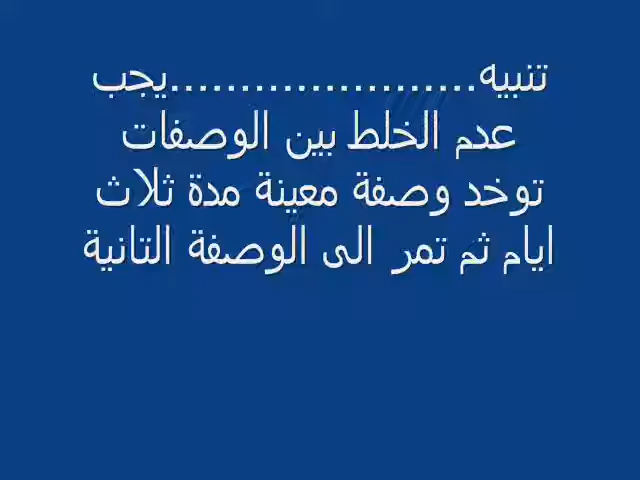 تنبيه......................يجب
عدم الخلط بين الوصفات
توخد وصفة معينة مدة ثلاث
ايام ثم تمر الى الوصفة التانية